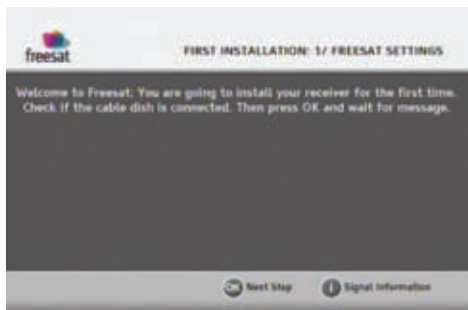 freesat
FIRST INSTALLATION: 1/ FREESAT SETTINGS
Welcome to Freesat. You are going to install your receiver for the first time.
Check if the cable dish is connected. Then press OK and wait for message.
OK Next Step
i Signal Information